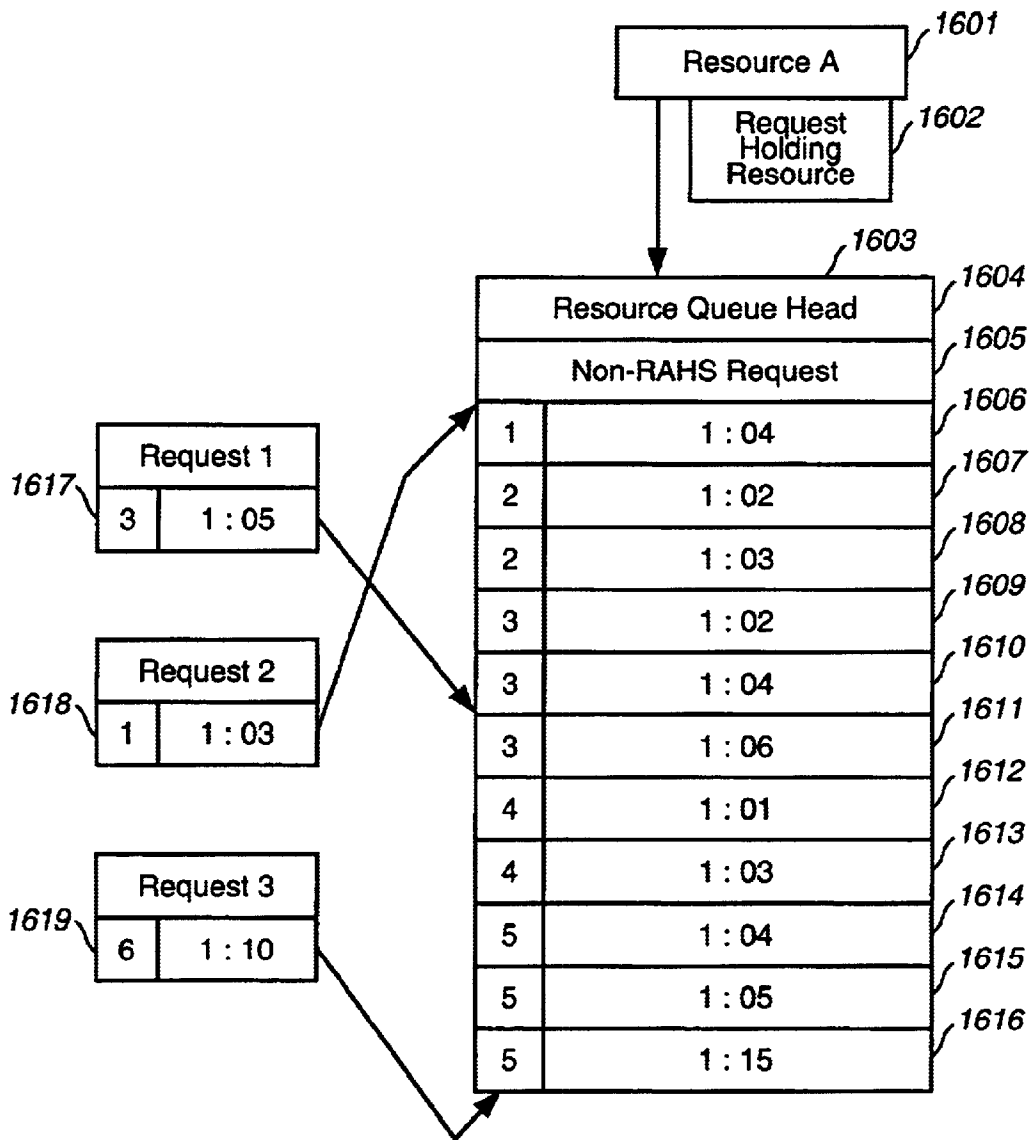 1601
Resource A
1602
Request
Holding
Resource
1603
1604
Resource Queue Head
1605
Non-RAHS Request
1606
1 1 : 04
1607
2 1 : 02
1608
2 1 : 03
1609
3 1 : 02
1610
3 1 : 04
1611
3 1 : 06
1612
4 1 : 01
1613
4 1 : 03
1614
5 1 : 04
1615
5 1 : 05
1616
5 1 : 15
Request 1
1617
3 1 : 05
Request 2
1618
1 1 : 03
Request 3
1619
6 1 : 10